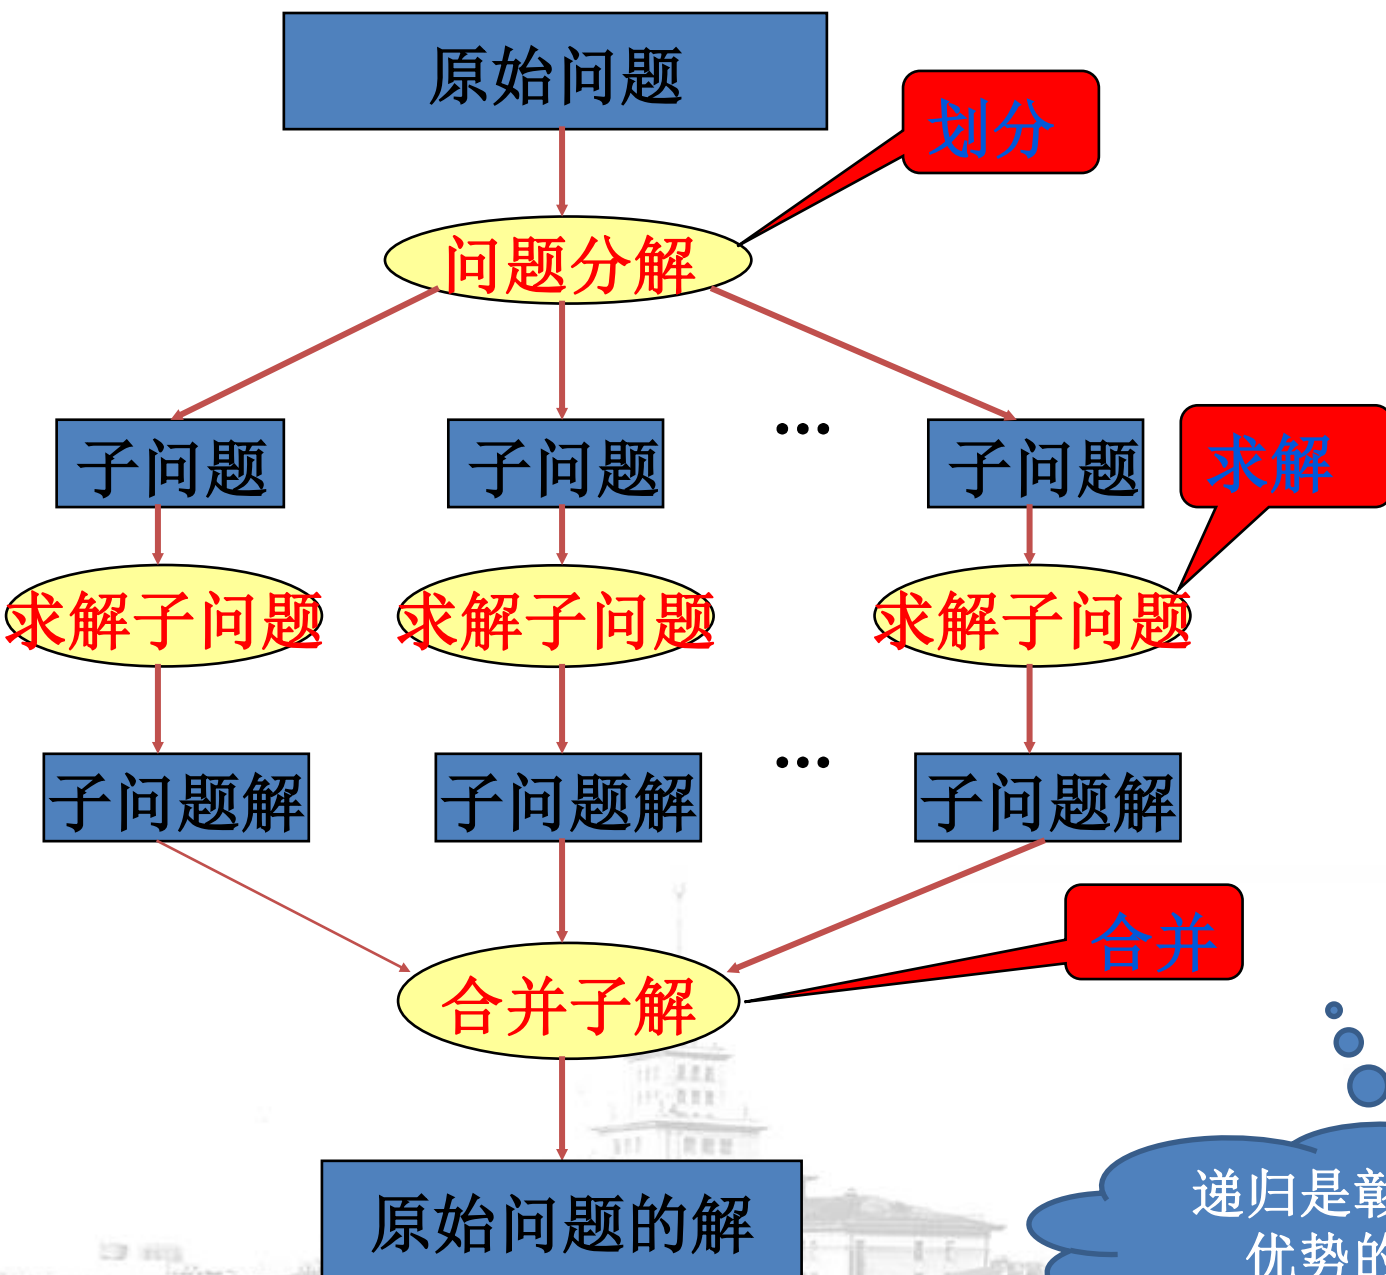 原始问题
划分
问题分解
子问题 子问题 ... 子问题
求解
求解子问题 求解子问题 求解子问题
子问题解 子问题解 ... 子问题解
合并
合并子解
原始问题的解
递归是彰
优势的